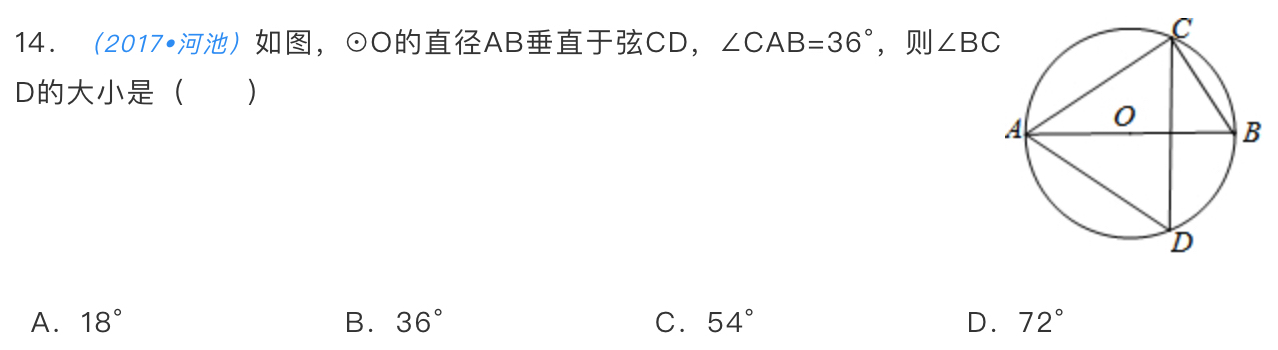 14. （2017•河池）如图，⊙O的直径AB垂直于弦CD，∠CAB=36°，则∠BC
D的大小是（　　）
C
A
O
B
D
A．18°
B．36°
C．54°
D．72°